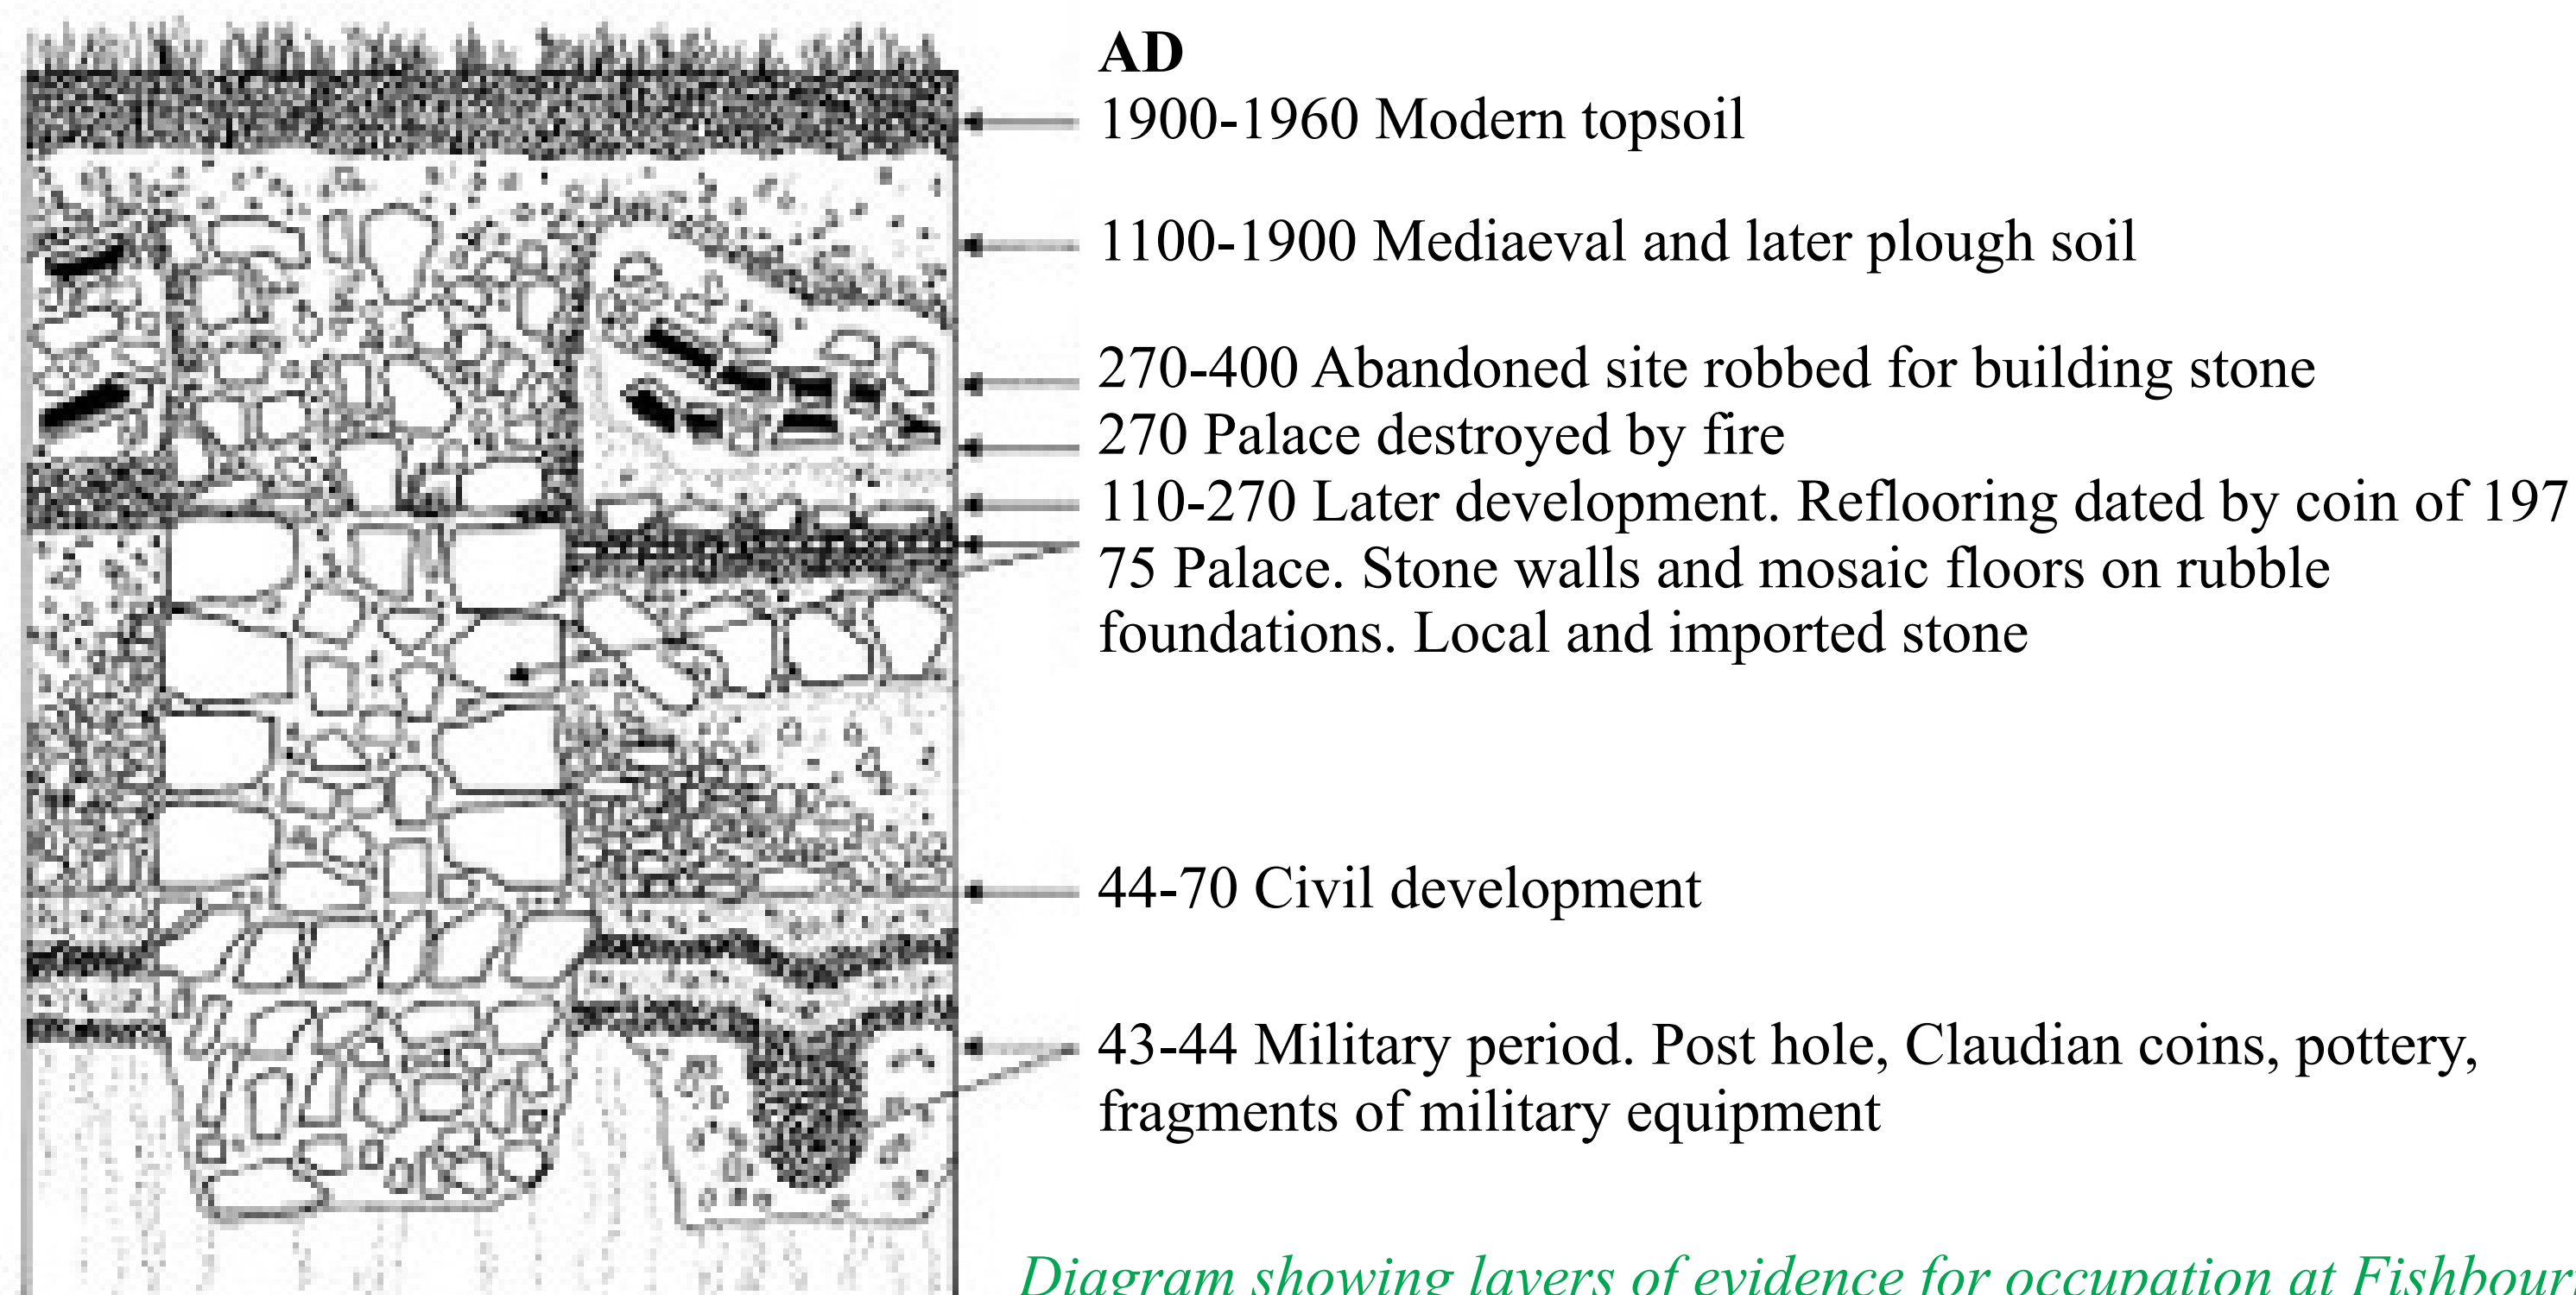 AD
1900-1960 Modern topsoil
1100-1900 Mediaeval and later plough soil
270-400 Abandoned site robbed for building stone
270 Palace destroyed by fire
110-270 Later development. Reflooring dated by coin of 197
75 Palace. Stone walls and mosaic floors on rubble
foundations. Local and imported stone
44-70 Civil development
43-44 Military period. Post hole, Claudian coins, pottery,
fragments of military equipment
Diagram showing layers of evidence for occupation at